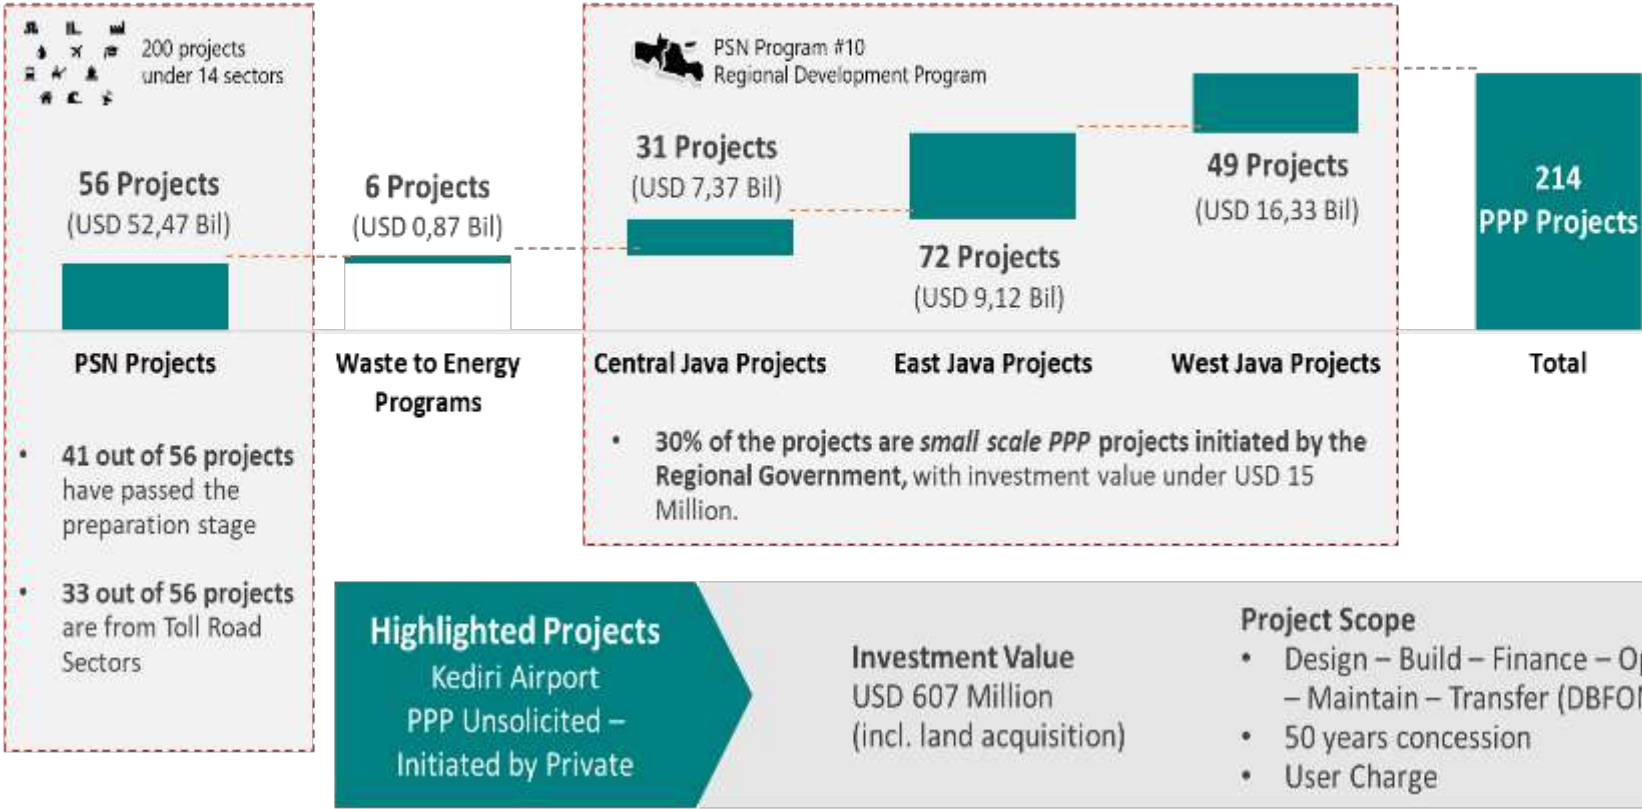 200 projects
under 14 sectors
56 Projects
(USD 52,47 Bil)
6 Projects
(USD 0,87 Bil)
PSN Program #10
Regional Development Program
31 Projects
(USD 7,37 Bil)
72 Projects
(USD 9,12 Bil)
49 Projects
(USD 16,33 Bil)
214
PPP Projects
PSN Projects
Waste to Energy
Programs
Central Java Projects
East Java Projects
West Java Projects
Total
• 41 out of 56 projects
have passed the
preparation stage
• 33 out of 56 projects
are from Toll Road
Sectors
• 30% of the projects are small scale PPP projects initiated by the
Regional Government, with investment value under USD 15
Million.
Highlighted Projects
Kediri Airport
PPP Unsolicited –
Initiated by Private
Investment Value
USD 607 Million
(incl. land acquisition)
Project Scope
• Design – Build – Finance –
– Maintain – Transfer
• 50 years concession
• User Charge